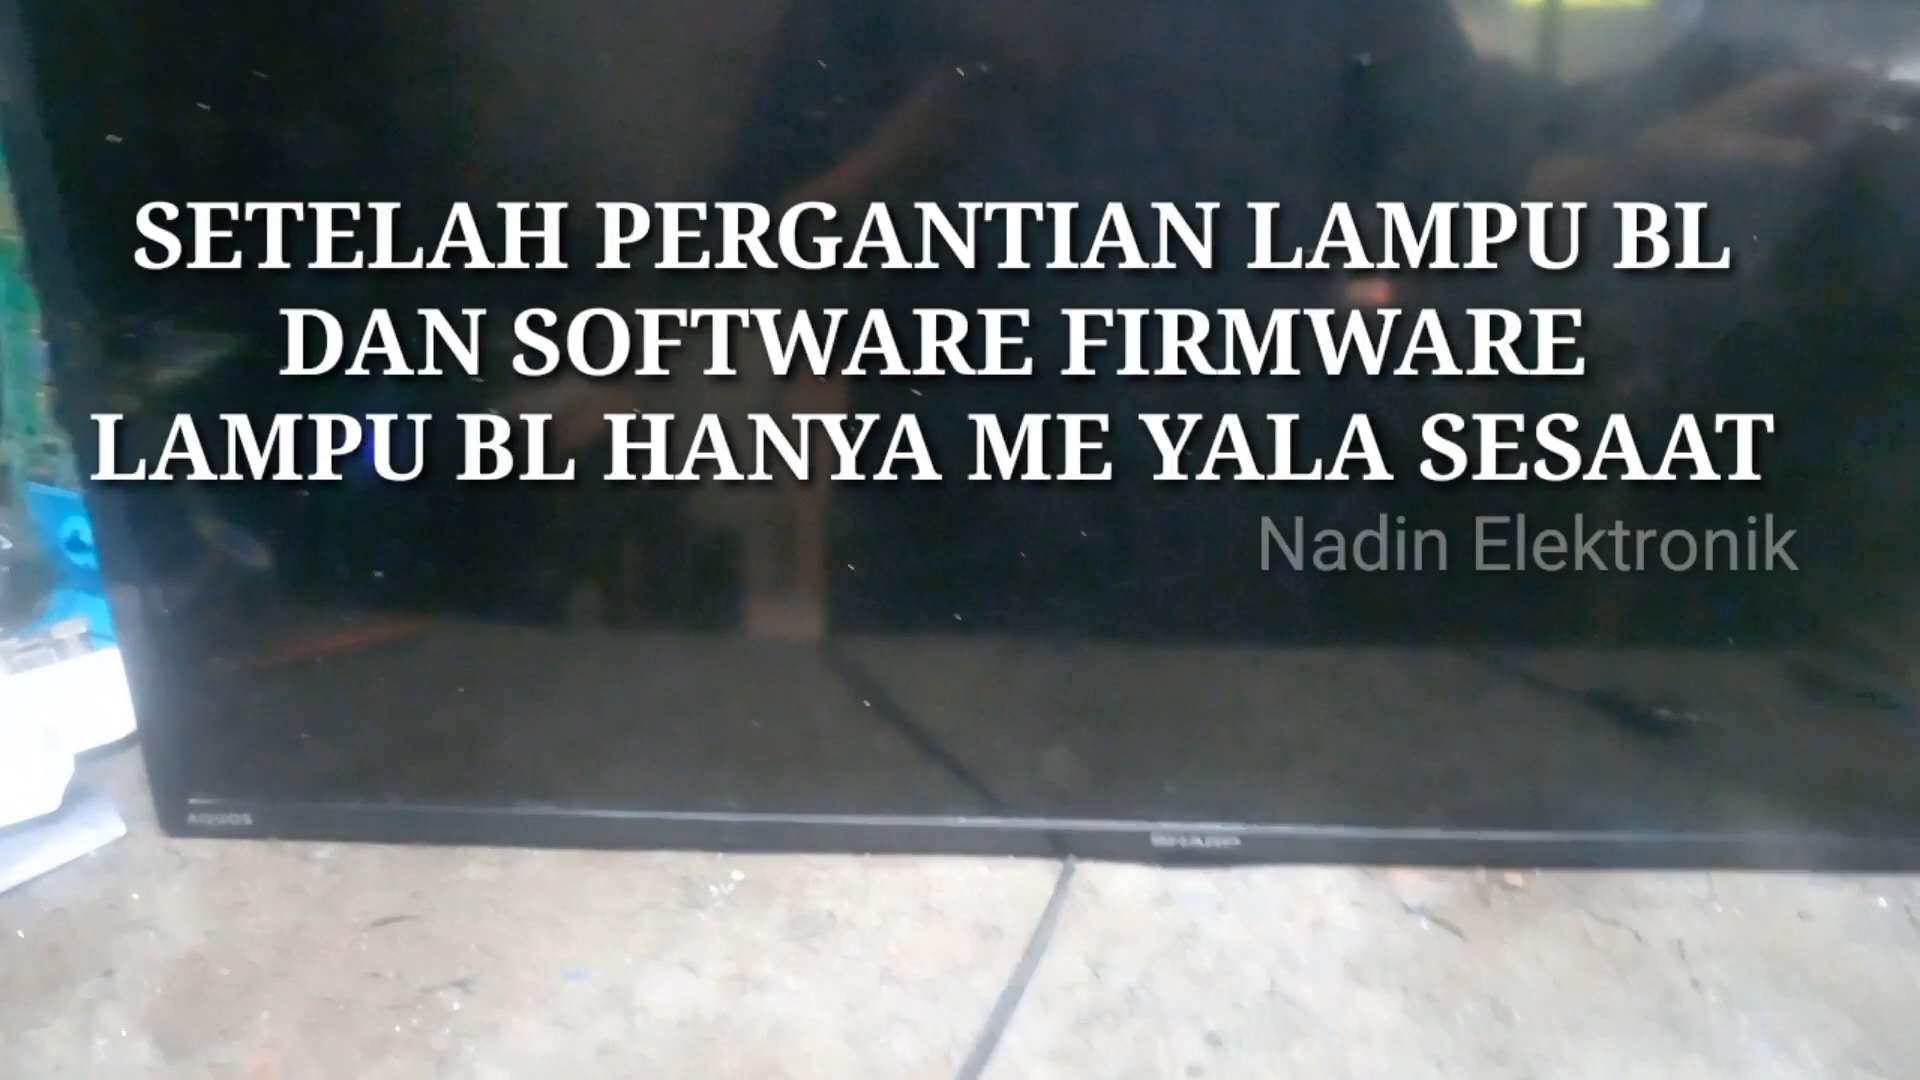 SETELAH PERGANTIAN LAMPU BL
DAN SOFTWARE FIRMWARE
LAMPU BL HANYA ME YALA SESAAT
Nadin Elektronik
AQUOS
SHARP